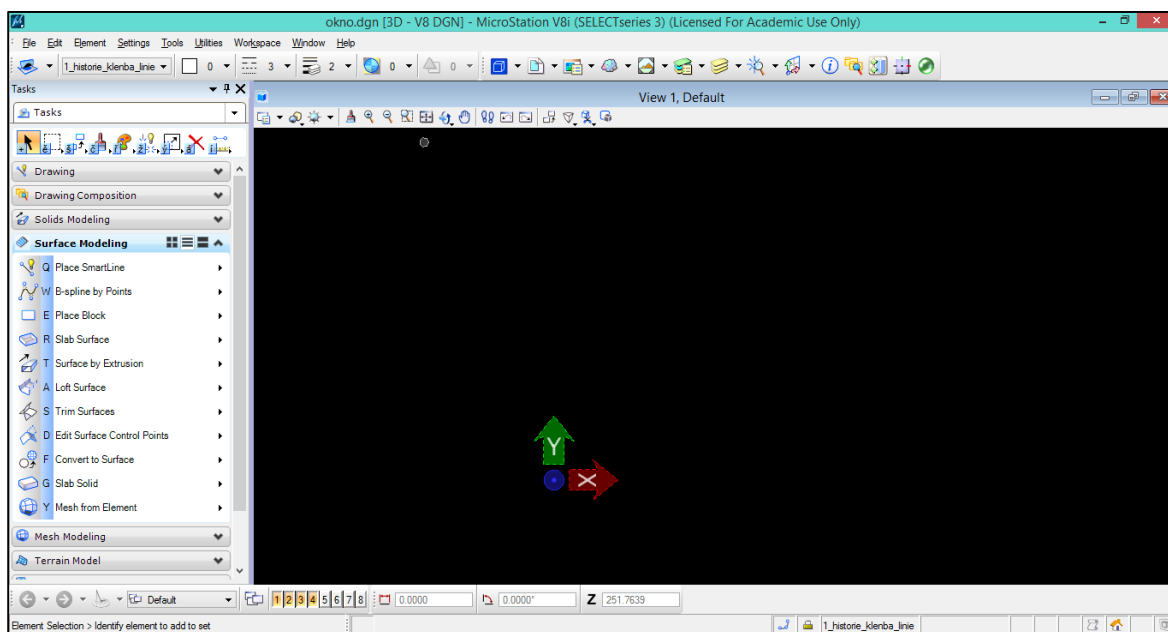 okno.dgn [3D - V8 DGN] - MicroStation V8i (SELECTseries 3) (Licensed For Academic Use Only)
File Edit Element Settings Tools Utilities Workspace Window Help
1_historie_klenba_linie 0 3 2 0 0
Tasks
View 1, Default
Tasks
Drawing
Drawing Composition
Solids Modeling
Surface Modeling
Q Place SmartLine
W B-spline by Points
E Place Block
R Slab Surface
T Surface by Extrusion
A Loft Surface
S Trim Surfaces
D Edit Surface Control Points
F Convert to Surface
G Slab Solid
Y Mesh from Element
Y
X
Mesh Modeling
Terrain Model
Default 1 2 3 4 5 6 7 8 0.0000 0.0000° Z 251.7639
Element Selection > Identify element to add to set 1_historie_klenba_linie